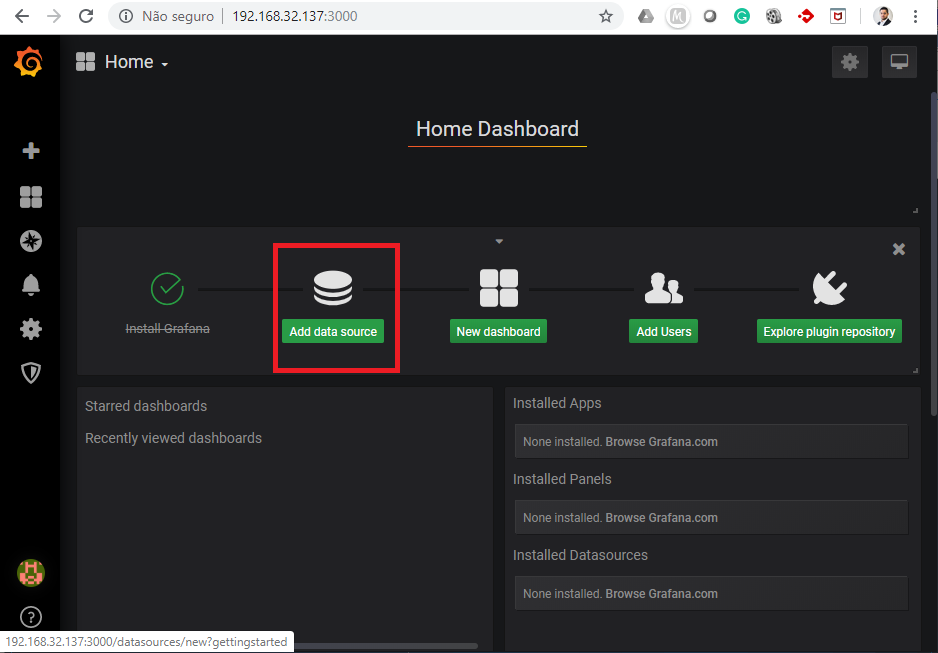 Não seguro
192.168.32.137:3000
Home
Home Dashboard
Install Grafana
Add data source
New dashboard
Add Users
Explore plugin repository
Starred dashboards
Recently viewed dashboards
Installed Apps
None installed. Browse Grafana.com
Installed Panels
None installed. Browse Grafana.com
Installed Datasources
None installed. Browse Grafana.com
192.168.32.137:3000/datasources/new?gettingstarted